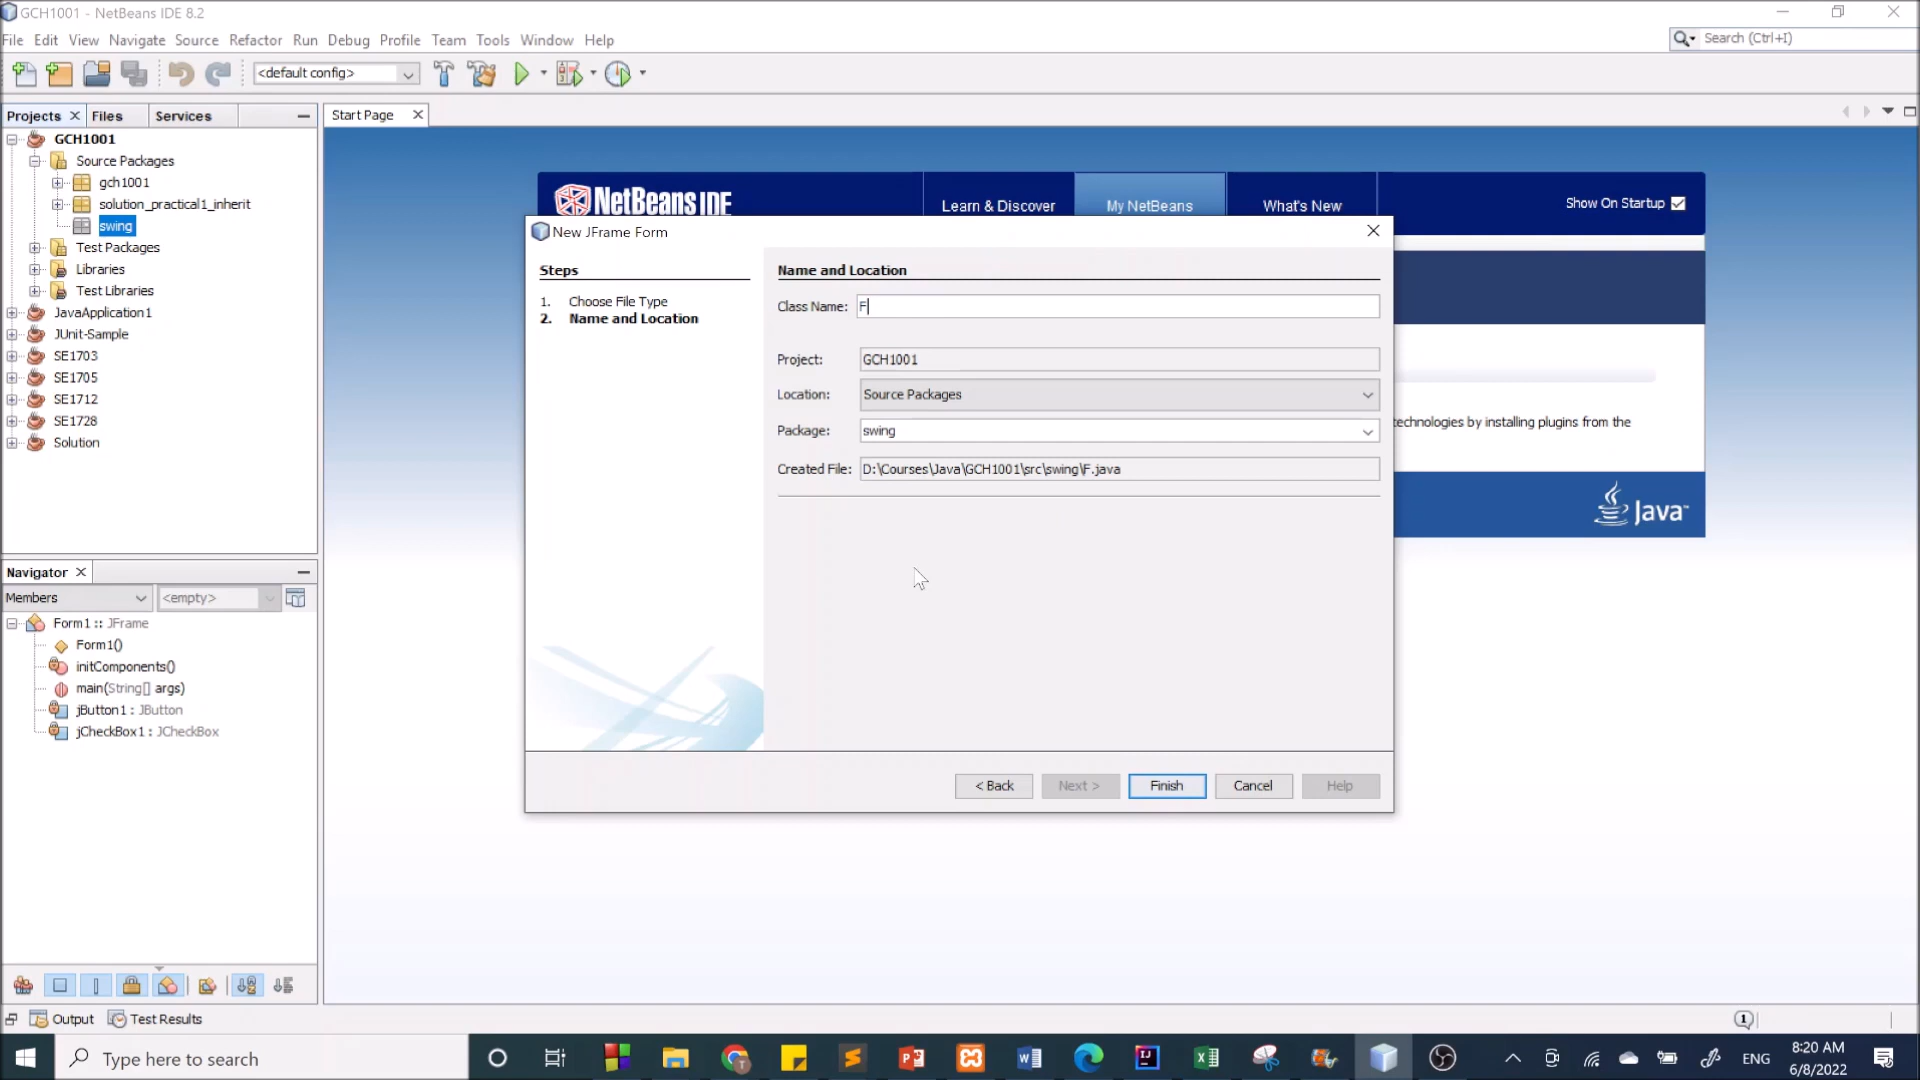 GCH1001 - NetBeans IDE 8.2
File Edit View Navigate Source Refactor Run Debug Profile Team Tools Window Help
Search (Ctrl+I)
<default config>
Projects Files Services
Start Page
GCH1001
Source Packages
gch1001
solution_practical1_inherit
swing
Test Packages
Libraries
Test Libraries
JavaApplication1
JUnit-Sample
SE1703
SE1705
SE1712
SE1728
Solution
NetBeans IDE
Learn & Discover
My NetBeans
What's New
Show On Startup
echnologies by installing plugins from the
Java™
New JFrame Form
Steps
1. Choose File Type
2. Name and Location
Name and Location
Class Name: F
Project: GCH1001
Location: Source Packages
Package: swing
Created File: D:\Courses\Java\GCH1001\src\swing\F.java
< Back Next > Finish Cancel Help
Navigator
Members <empty>
Form1 :: JFrame
Form1()
initComponents()
main(String[] args)
jButton1 : JButton
jCheckBox1 : JCheckBox
Output Test Results
1
Type here to search
ENG
8:20 AM
6/8/2022